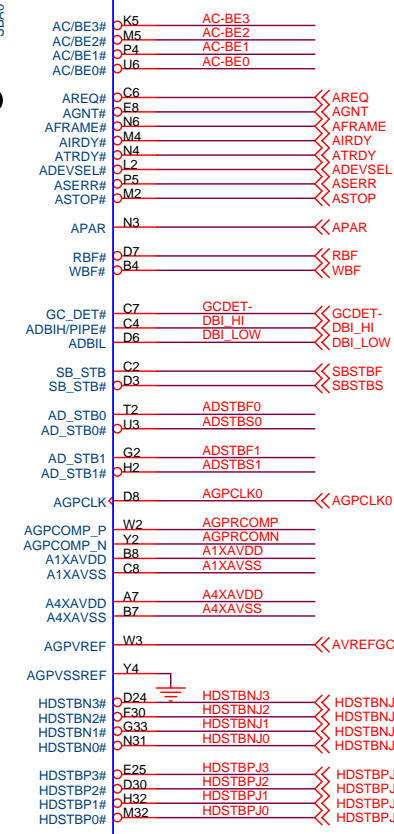 SBA0
AC/BE3# K5 AC-BE3
AC/BE2# M5 AC-BE2
AC/BE1# P4 AC-BE1
AC/BE0# U6 AC-BE0
AREQ# C6 AREQ
AGNT# E8 AGNT
AFRAME# N6 AFRAME
AIRDY# M4 AIRDY
ATRDY# N4 ATRDY
ADEVSEL# L2 ADEVSEL
ASERR# P5 ASERR
ASTOP# M2 ASTOP
APAR N3 APAR
RBF# D7 RBF
WBF# B4 WBF
GC_DET# C7 GCDET- GCDET-
ADBIH/PIPE# C4 DBI_HI DBI_HI
ADBIL D6 DBI_LOW DBI_LOW
SB_STB C2 SBSTBF
SB_STB# D3 SBSTBS
AD_STB0 T2 ADSTBF0
AD_STB0# U3 ADSTBS0
AD_STB1 G2 ADSTBF1
AD_STB1# H2 ADSTBS1
AGPCLK D8 AGPCLK0 AGPCLK0
AGPCOMP_P W2 AGPRCOMP
AGPCOMP_N Y2 AGPRCOMN
A1XAVDD B8 A1XAVDD
A1XAVSS C8 A1XAVSS
A4XAVDD A7 A4XAVDD
A4XAVSS B7 A4XAVSS
AGPVREF W3 AVREFGC
AGPVSSREF Y4
HDSTBN3# D24 HDSTBNJ3 HDSTBNJ
HDSTBN2# F30 HDSTBNJ2 HDSTBNJ
HDSTBN1# G33 HDSTBNJ1 HDSTBNJ
HDSTBN0# N31 HDSTBNJ0 HDSTBNJ
HDSTBP3# E25 HDSTBPJ3 HDSTBPJ
HDSTBP2# D30 HDSTBPJ2 HDSTBPJ
HDSTBP1# H32 HDSTBPJ1 HDSTBPJ
HDSTBP0# M32 HDSTBPJ0 HDSTBPJ